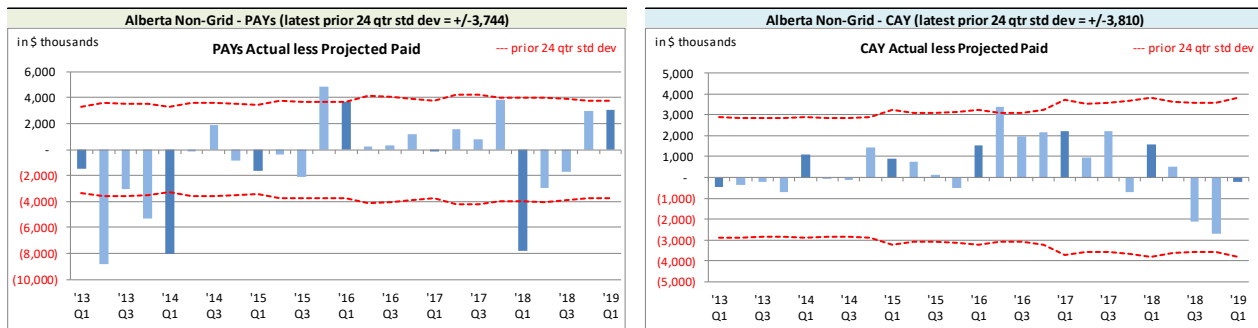 Alberta Non-Grid - PAYs (latest prior 24 qtr std dev = +/-3,744)
in $ thousands
PAYs Actual less Projected Paid
--- prior 24 qtr std dev
6,000
4,000
2,000
-
(2,000)
(4,000)
(6,000)
(8,000)
(10,000)
'13 '13 '14 '14 '15 '15 '16 '16 '17 '17 '18 '18 '19
Q1 Q3 Q1 Q3 Q1 Q3 Q1 Q3 Q1 Q3 Q1 Q3 Q1
Alberta Non-Grid - CAY (latest prior 24 qtr std dev = +/-3,810)
in $ thousands
CAY Actual less Projected Paid
--- prior 24 qtr std dev
5,000
4,000
3,000
2,000
1,000
-
(1,000)
(2,000)
(3,000)
(4,000)
(5,000)
'13 '13 '14 '14 '15 '15 '16 '16 '17 '17 '18 '18 '19
Q1 Q3 Q1 Q3 Q1 Q3 Q1 Q3 Q1 Q3 Q1 Q3 Q1